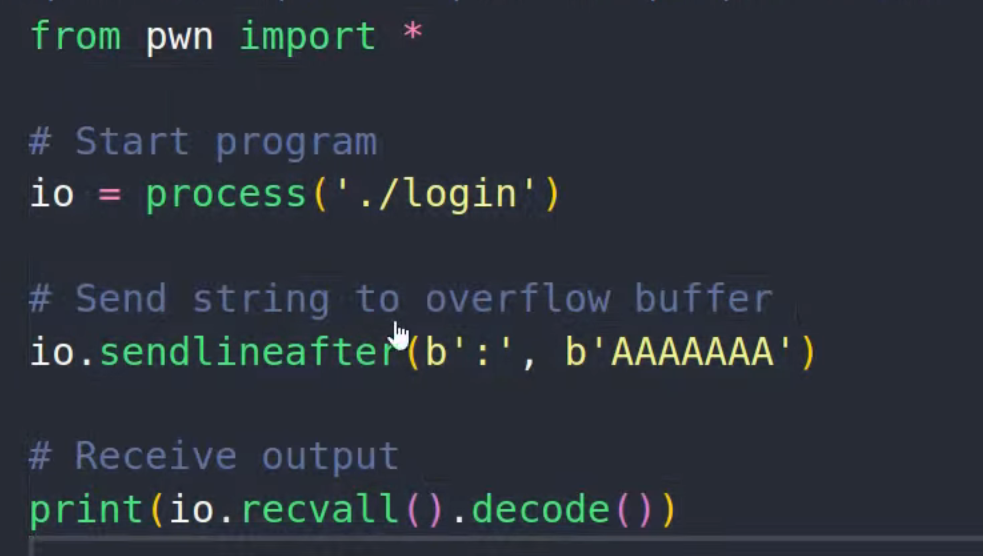 from pwn import *
# Start program
io = process('./login')
# Send string to overflow buffer
io.sendlineafter(b':', b'AAAAAAA')
# Receive output
print(io.recvall().decode())